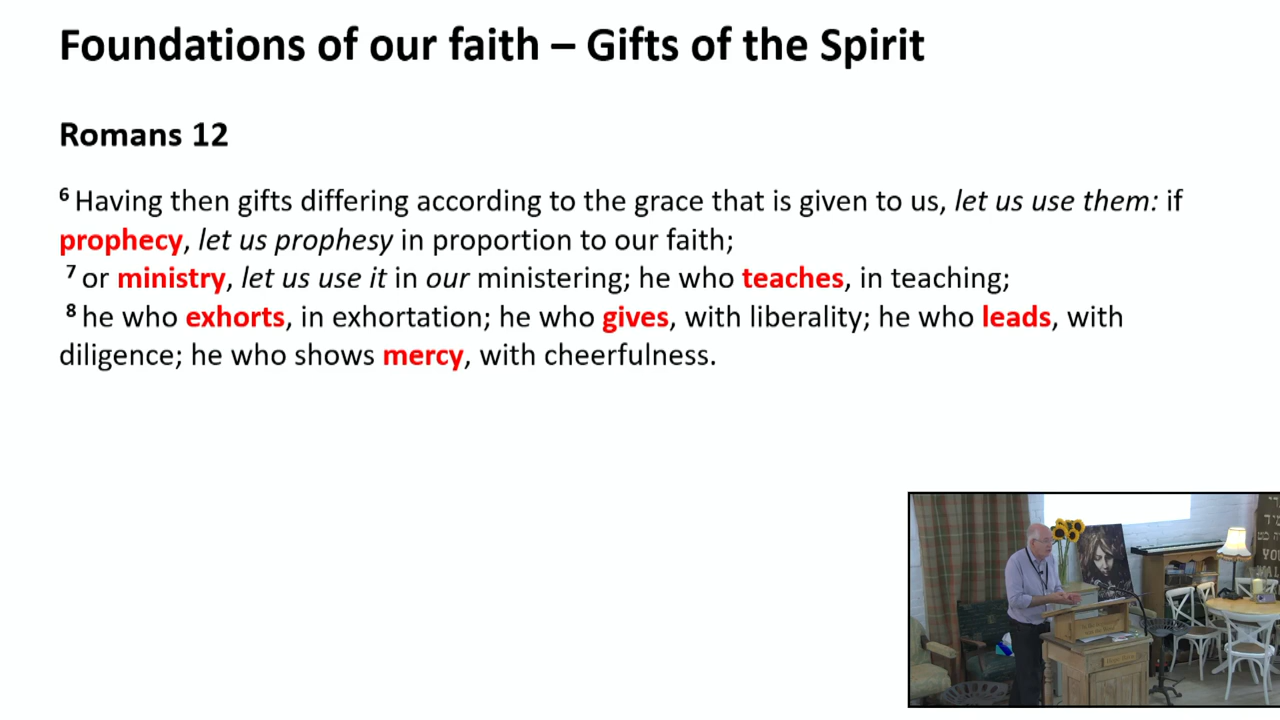 Foundations of our faith – Gifts of the Spirit
Romans 12
6 Having then gifts differing according to the grace that is given to us, let us use them: if
prophecy, let us prophesy in proportion to our faith;
7 or ministry, let us use it in our ministering; he who teaches, in teaching;
8 he who exhorts, in exhortation; he who gives, with liberality; he who leads, with
diligence; he who shows mercy, with cheerfulness.
YOU